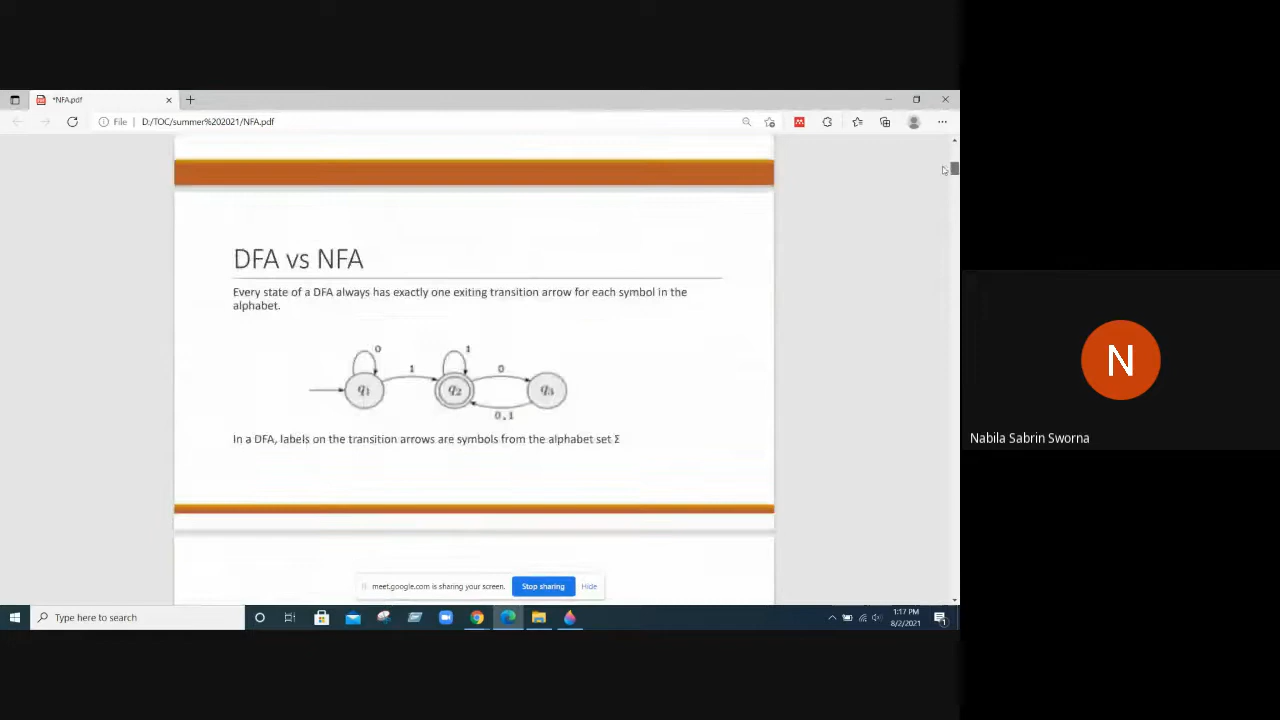 *NFA.pdf
File
D:/TOC/summer%202021/NFA.pdf
DFA vs NFA
Every state of a DFA always has exactly one exiting transition arrow for each symbol in the
alphabet.
0
1
1
0
q1
q2
q3
0,1
In a DFA, labels on the transition arrows are symbols from the alphabet set Σ
N
Nabila Sabrin Sworna
meet.google.com is sharing your screen.
Stop sharing
Hide
Type here to search
1:17 PM
8/2/2021